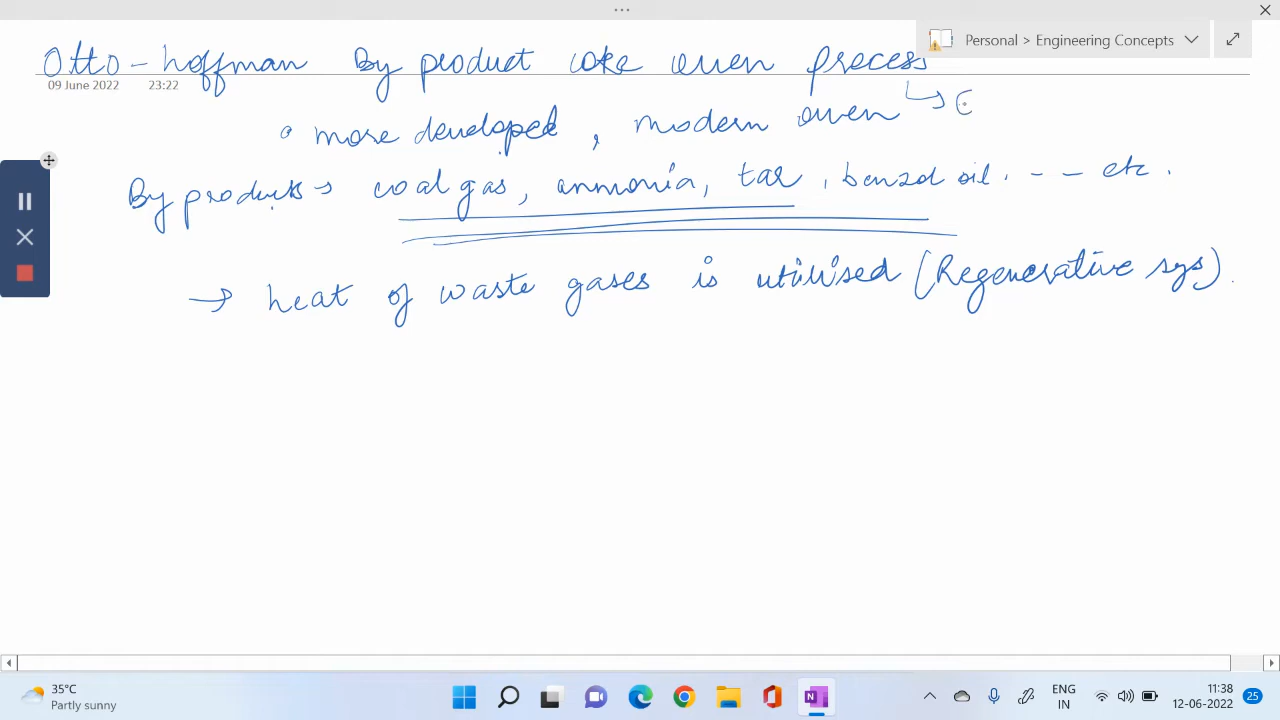 Personal > Engineering Concepts
Otto-hoffman By product coke owen process
09 June 2022 23:22
• more developed, modern owen
By products → coal gas, ammonia, tar, benzol oil. - - etc.
→ heat of waste gases is utilised (Regenerative sys).
35°C
Partly sunny
ENG
IN
11:38
12-06-2022
25